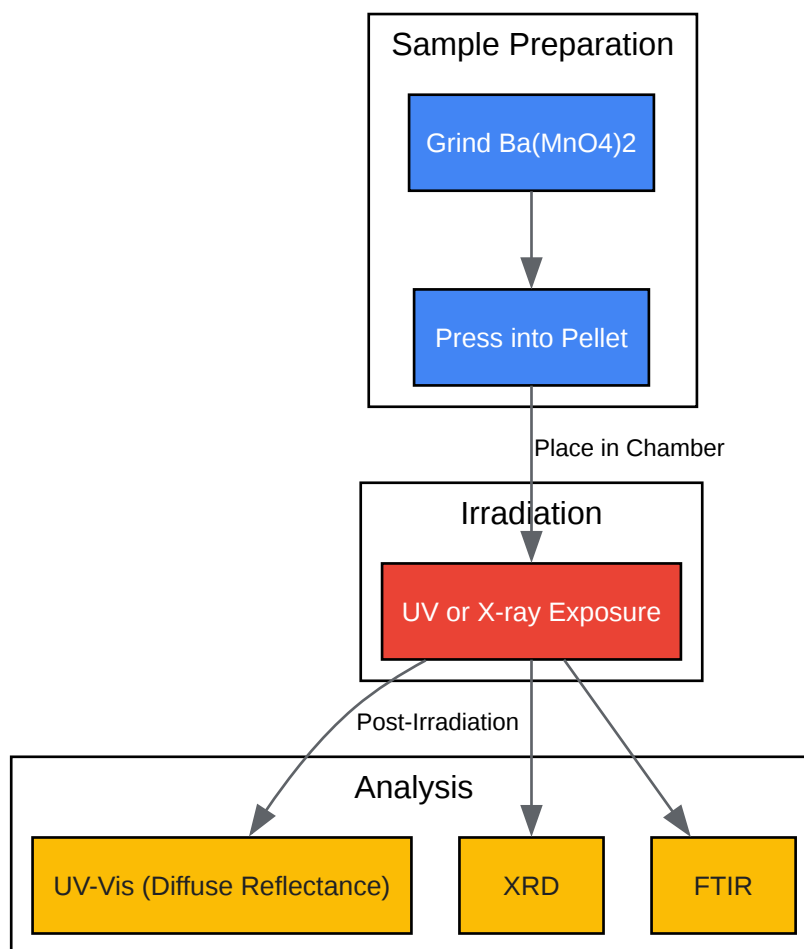 Sample Preparation
Grind Ba(MnO4)2
Press into Pellet
Place in Chamber
Irradiation
UV or X-ray Exposure
Post-Irradiation
Analysis
UV-Vis (Diffuse Reflectance)
XRD
FTIR